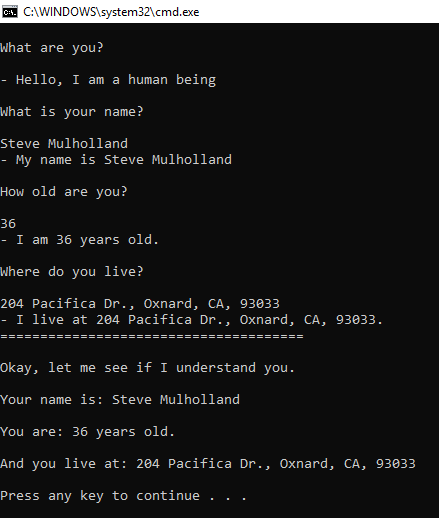 C:\WINDOWS\system32\cmd.exe
What are you?
- Hello, I am a human being
What is your name?
Steve Mulholland
- My name is Steve Mulholland
How old are you?
36
- I am 36 years old.
Where do you live?
204 Pacifica Dr., Oxnard, CA, 93033
- I live at 204 Pacifica Dr., Oxnard, CA, 93033.
======================================
Okay, let me see if I understand you.
Your name is: Steve Mulholland
You are: 36 years old.
And you live at: 204 Pacifica Dr., Oxnard, CA, 93033
Press any key to continue . . .